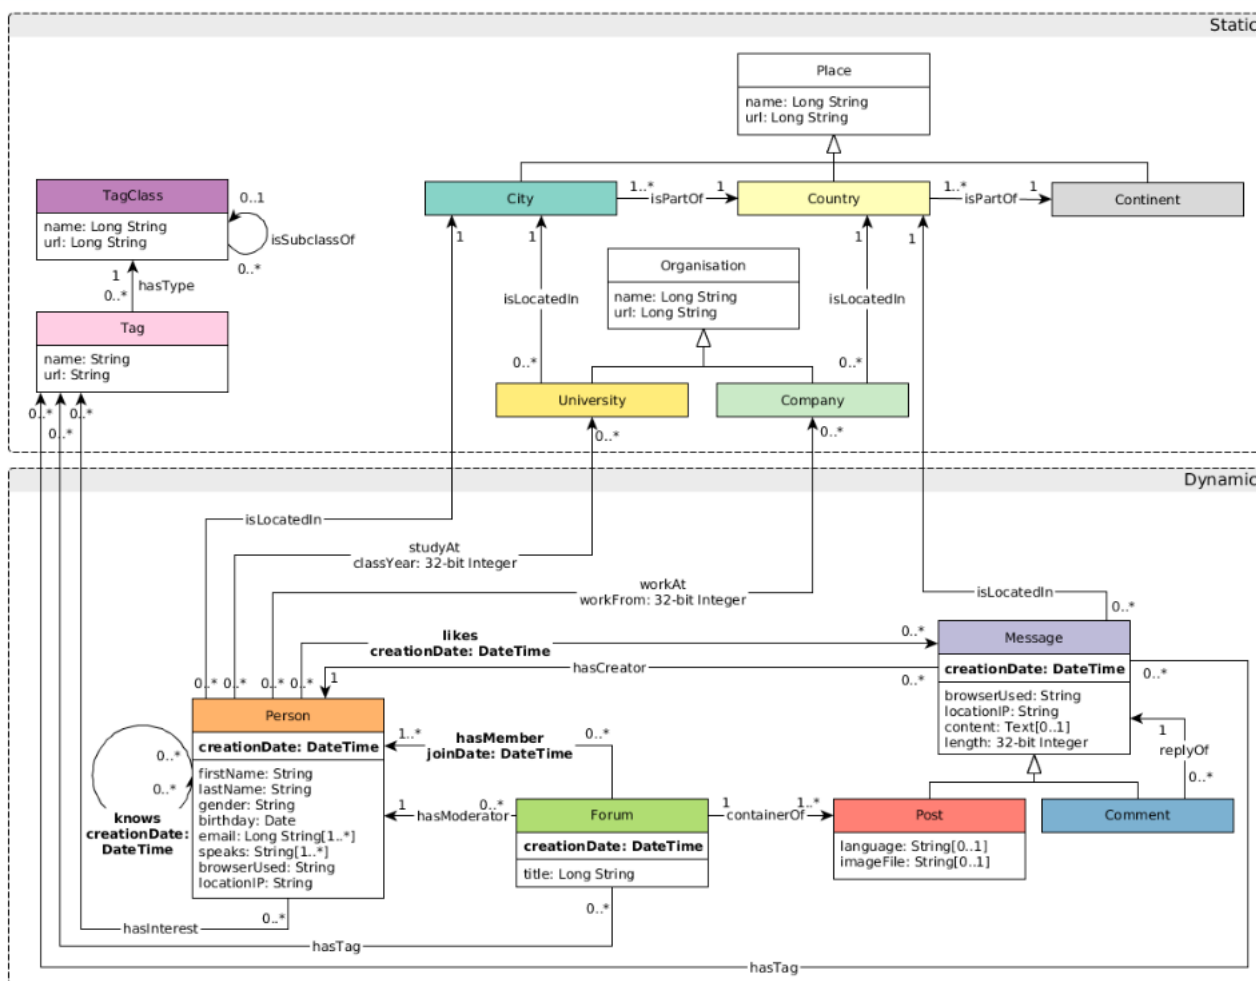 Static
Place
name: Long String
url: Long String
TagClass
name: Long String
url: Long String
0..1
isSubclassOf
0..*
City
1..*
isPartOf
1
Country
1..*
isPartOf
1
Continent
1
1
1
1
Organisation
name: Long String
url: Long String
isLocatedIn
isLocatedIn
1
hasType
0..*
Tag
name: String
url: String
0..*
0..*
University
Company
0..*
0..*
0..*
0..*
0..*
Dynamic
isLocatedIn
studyAt
classYear: 32-bit Integer
workAt
workFrom: 32-bit Integer
isLocatedIn
0..*
likes
creationDate: DateTime
0..*
hasCreator
0..*
0..*
0..*
0..*
0..*
1
Message
creationDate: DateTime
browserUsed: String
locationIP: String
content: Text[0..1]
length: 32-bit Integer
0..*
1
replyOf
0..*
Person
creationDate: DateTime
firstName: String
lastName: String
gender: String
birthday: Date
email: Long String[1..*]
speaks: String[1..*]
browserUsed: String
locationIP: String
0..*
0..*
knows
creationDate:
DateTime
1..*
hasMember
joinDate: DateTime
0..*
1
hasModerator
0..*
Forum
creationDate: DateTime
title: Long String
1
containerOf
1..*
Post
language: String[0..1]
imageFile: String[0..1]
Comment
0..*
hasInterest
0..*
hasTag
hasTag